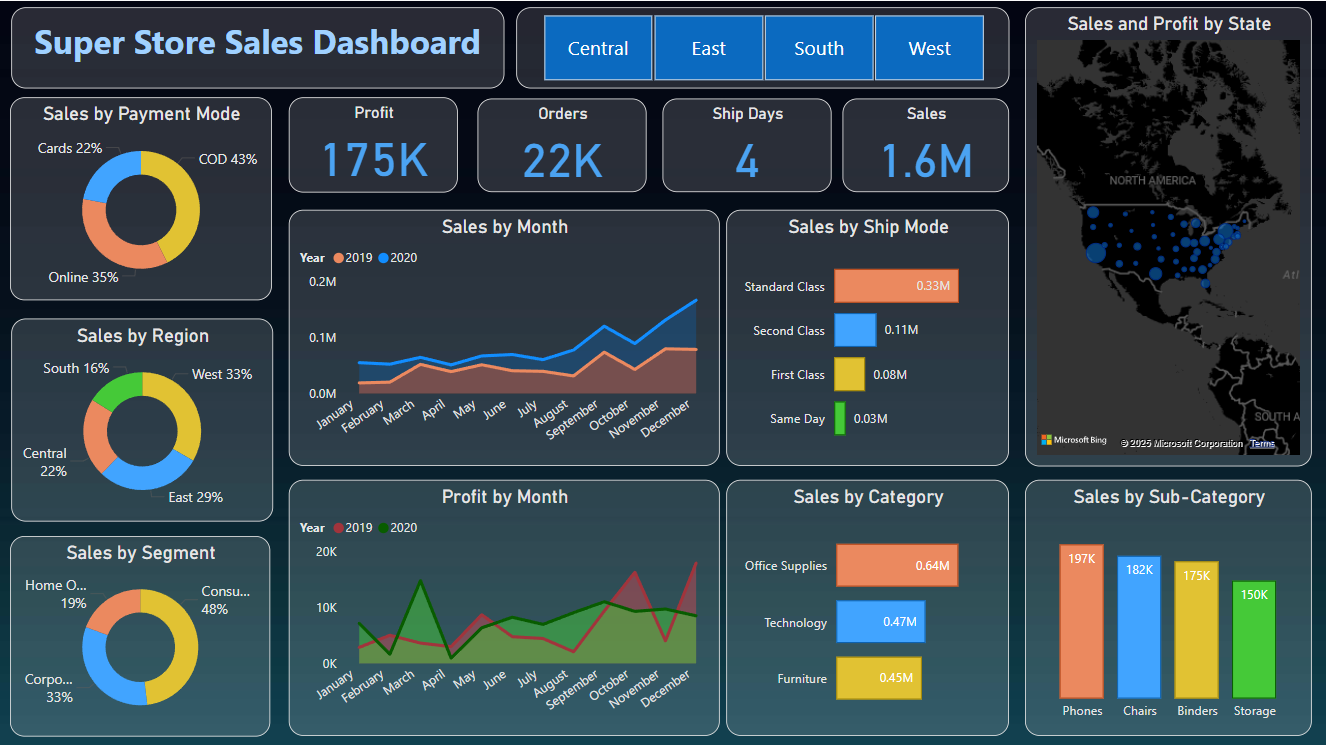 Super Store Sales Dashboard
Central
East
South
West
Sales by Payment Mode
Cards 22%
COD 43%
Online 35%
Profit
175K
Orders
22K
Ship Days
4
Sales
1.6M
Sales and Profit by State
NORTH AMERICA
Atl
SOUTH A
Microsoft Bing
© 2025 Microsoft Corporation Terms
Sales by Region
South 16%
West 33%
Central
22%
East 29%
Sales by Month
Year 2019 2020
0.2M
0.1M
0.0M
January
February
March
April
May
June
July
August
September
October
November
December
Sales by Ship Mode
Standard Class 0.33M
Second Class 0.11M
First Class 0.08M
Same Day 0.03M
Sales by Segment
Home O...
19%
Consu...
48%
Corpo...
33%
Profit by Month
Year 2019 2020
20K
10K
0K
January
February
March
April
May
June
July
August
September
October
November
December
Sales by Category
Office Supplies 0.64M
Technology 0.47M
Furniture 0.45M
Sales by Sub-Category
197K
182K
175K
150K
Phones
Chairs
Binders
Storage